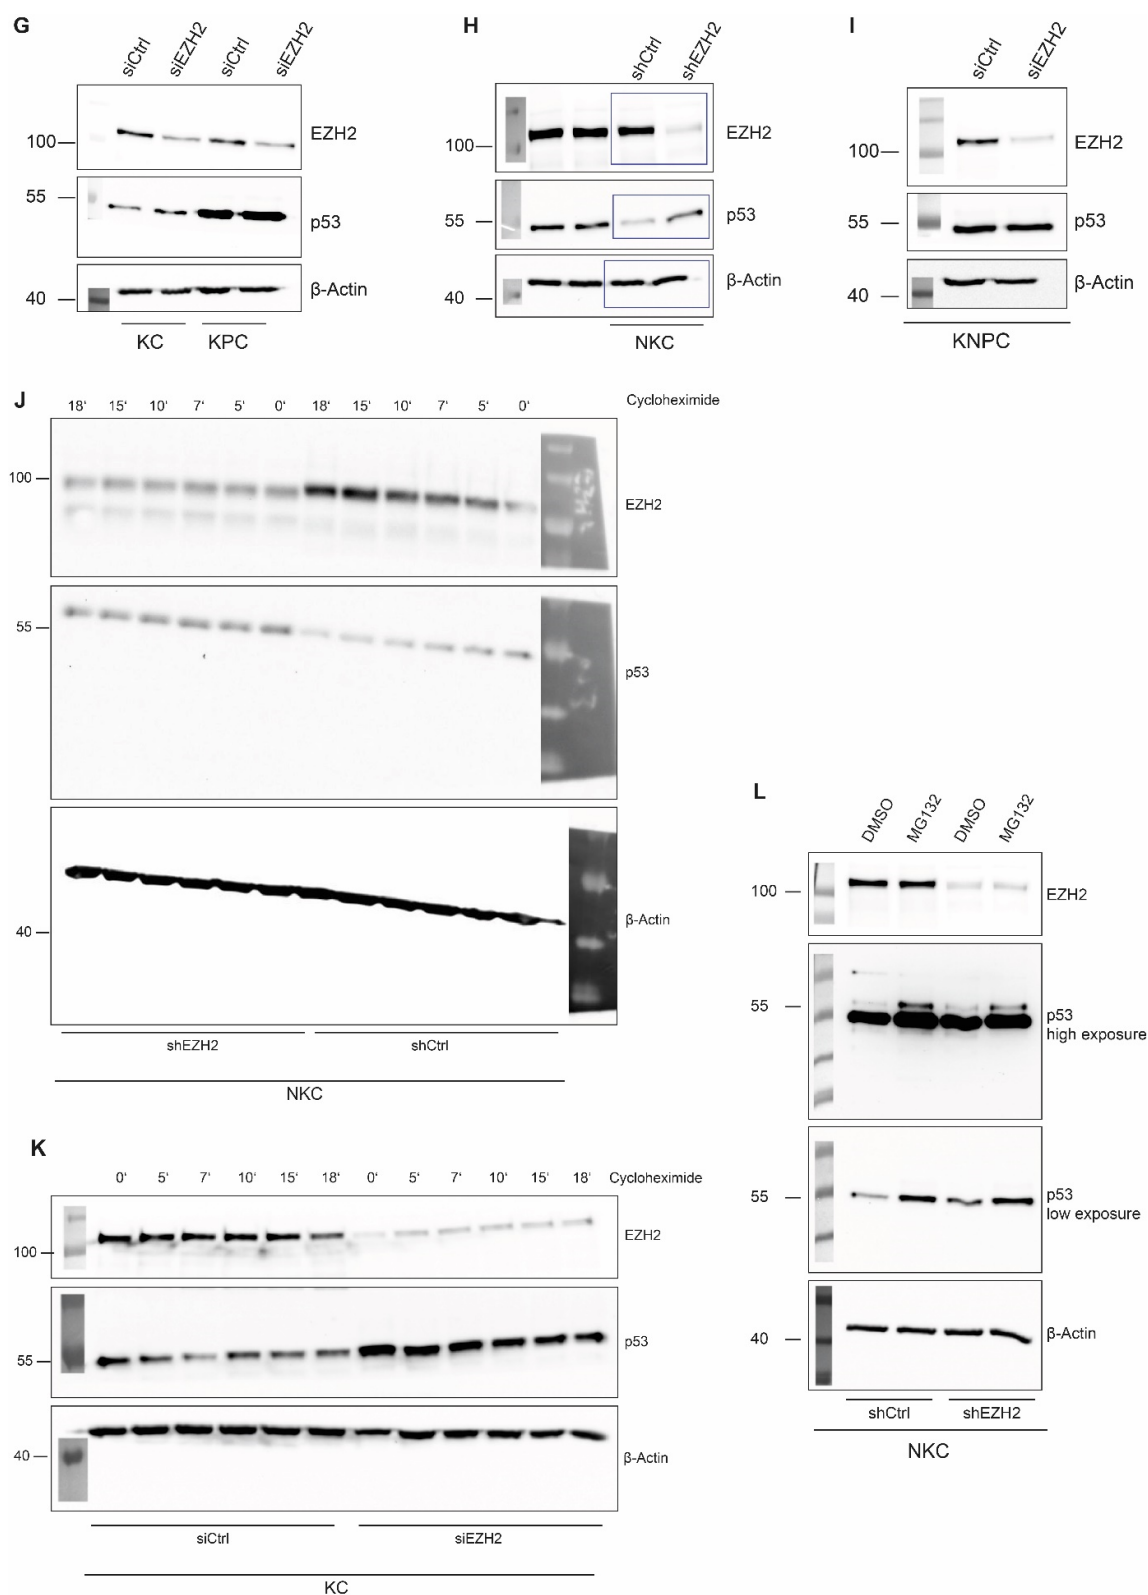 G
siCtrl siEZH2 siCtrl siEZH2
100 EZH2
55 p53
40 β-Actin
KC KPC
H
shCtrl shEZH2
100 EZH2
55 p53
40 β-Actin
NKC
I
siCtrl siEZH2
100 EZH2
55 p53
40 β-Actin
KNPC
J
18' 15' 10' 7' 5' 0' 18' 15' 10' 7' 5' 0' Cycloheximide
100 EZH2
55 p53
40 β-Actin
shEZH2 shCtrl
NKC
K
0' 5' 7' 10' 15' 18' 0' 5' 7' 10' 15' 18' Cycloheximide
100 EZH2
55 p53
40 β-Actin
siCtrl siEZH2
KC
L
DMSO MG132 DMSO MG132
100 EZH2
55 p53
high exposure
55 p53
low exposure
40 β-Actin
shCtrl shEZH2
NKC